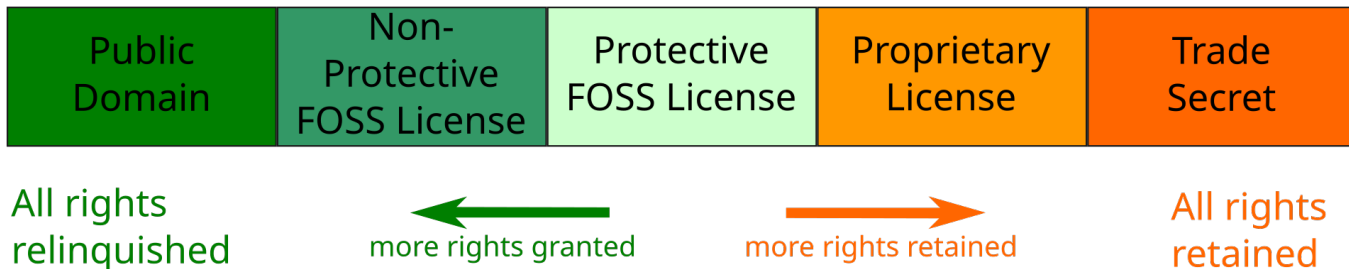 Public
Domain
Non-
Protective
FOSS License
Protective
FOSS License
Proprietary
License
Trade
Secret
All rights
relinquished
more rights granted
more rights retained
All rights
retained